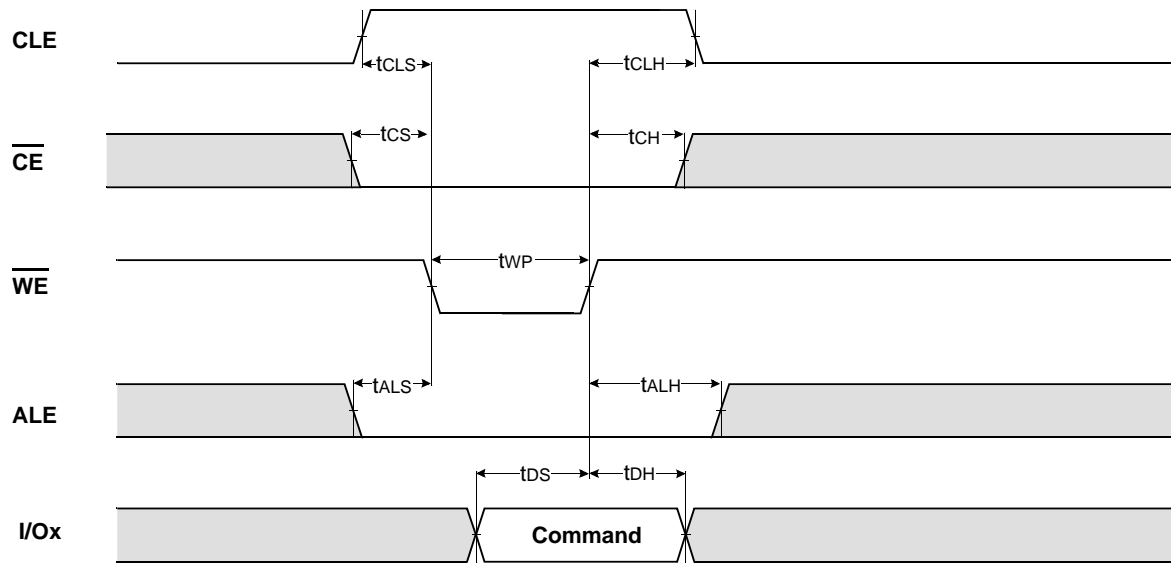 CLE
tCLS
tCLH
CE
tCS
tCH
WE
tWP
ALE
tALS
tALH
I/Ox
tDS
tDH
Command